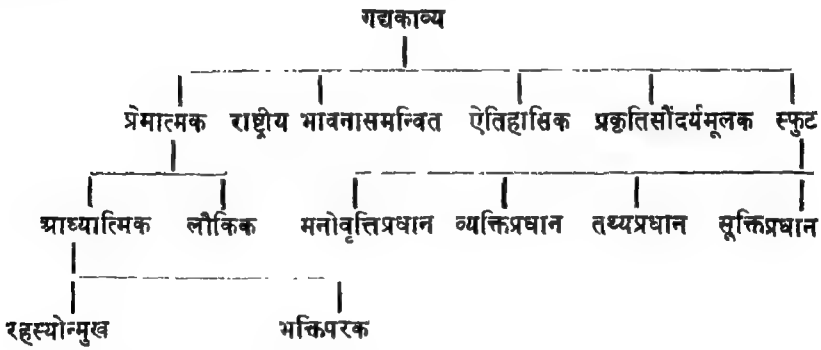 गद्यकाव्य
प्रेमात्मक राष्ट्रीय भावनासमन्वित ऐतिहासिक प्रकृतिसौंदर्यमूलक स्फुट
आध्यात्मिक लौकिक मनोवृत्तिप्रधान व्यक्तिप्रधान तथ्यप्रधान सूक्तिप्रधान
रहस्योन्मुख भक्तिपरक